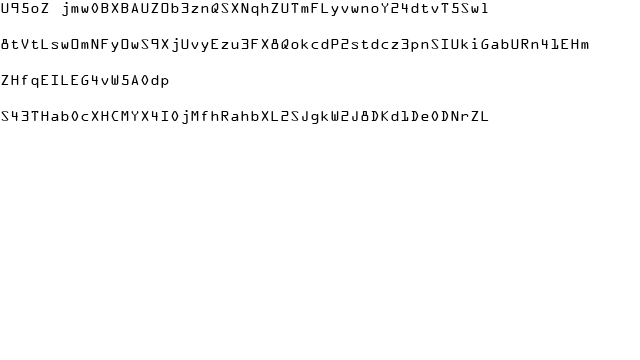 U95oZ jmw0BXBAUZOb3znQSXNqhZUTmFLyvwnoY24dtvT5Swl
8tVtLswOmNFyOwS9XjUvyEzu3FX8QokcdP2stdcz3pnSIUkiGabURn41EHm
ZHfqEILEG4vW5A0dp
S43THab0cXHCMYX4I0jMfhRahbXL2SJgkW2J8DKd1De0DNrZL